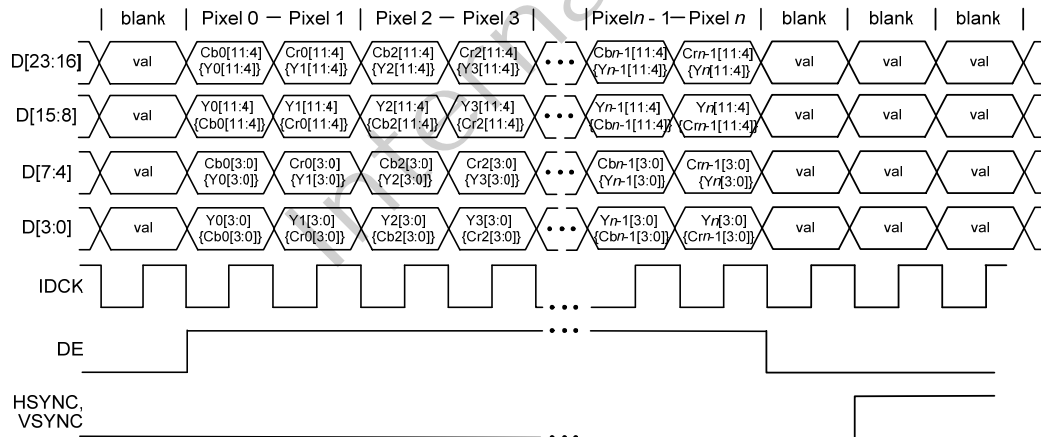 | blank | Pixel 0 — Pixel 1 | Pixel 2 — Pixel 3 | | Pixeln - 1—Pixel n | blank | blank | blank |
D[23:16] val Cb0[11:4] Cr0[11:4] Cb2[11:4] Cr2[11:4] ••• Cbn-1[11:4] Crn-1[11:4] val val val
{Y0[11:4]} {Y1[11:4]} {Y2[11:4]} {Y3[11:4]} {Yn-1[11:4]} {Yn[11:4]}
D[15:8] val Y0[11:4] Y1[11:4] Y2[11:4] Y3[11:4] ••• Yn-1[11:4] Yn[11:4] val val val
{Cb0[11:4]} {Cr0[11:4]} {Cb2[11:4]} {Cr2[11:4]} {Cbn-1[11:4]} {Crn-1[11:4]}
D[7:4] val Cb0[3:0] Cr0[3:0] Cb2[3:0] Cr2[3:0] ••• Cbn-1[3:0] Crn-1[3:0] val val val
{Y0[3:0]} {Y1[3:0]} {Y2[3:0]} {Y3[3:0]} {Yn-1[3:0]} {Yn[3:0]}
D[3:0] val Y0[3:0] Y1[3:0] Y2[3:0] Y3[3:0] ••• Yn-1[3:0] Yn[3:0] val val val
{Cb0[3:0]} {Cr0[3:0]} {Cb2[3:0]} {Cr2[3:0]} {Cbn-1[3:0]} {Crn-1[3:0]}
IDCK •••
DE •••
HSYNC,
VSYNC •••
Interna